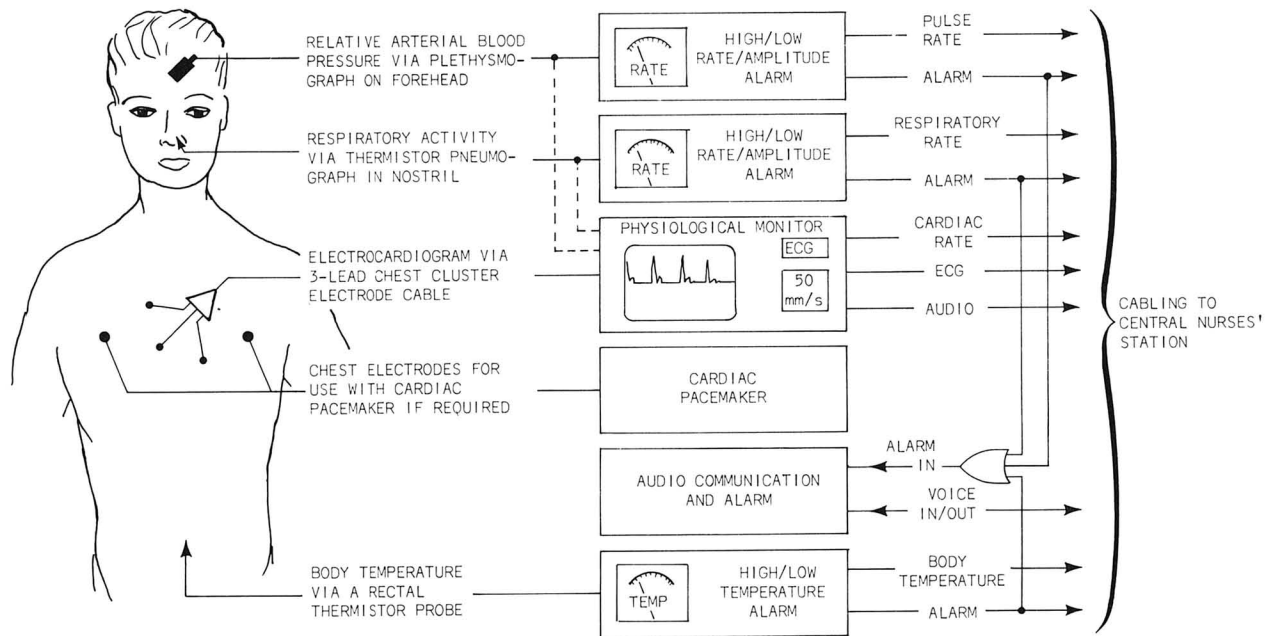 RELATIVE ARTERIAL BLOOD
PRESSURE VIA PLETHYSMO-
GRAPH ON FOREHEAD
RATE
HIGH/LOW
RATE/AMPLITUDE
ALARM
PULSE
RATE
ALARM
RESPIRATORY ACTIVITY
VIA THERMISTOR PNEUMO-
GRAPH IN NOSTRIL
RATE
HIGH/LOW
RATE/AMPLITUDE
ALARM
RESPIRATORY
RATE
ALARM
ELECTROCARDIOGRAM VIA
3-LEAD CHEST CLUSTER
ELECTRODE CABLE
PHYSIOLOGICAL MONITOR
ECG
50
mm/s
CARDIAC
RATE
ECG
AUDIO
CHEST ELECTRODES FOR
USE WITH CARDIAC
PACEMAKER IF REQUIRED
CARDIAC
PACEMAKER
AUDIO COMMUNICATION
AND ALARM
ALARM
IN
VOICE
IN/OUT
BODY TEMPERATURE
VIA A RECTAL
THERMISTOR PROBE
TEMP
HIGH/LOW
TEMPERATURE
ALARM
BODY
TEMPERATURE
ALARM
CABLING TO
CENTRAL NURSES'
STATION